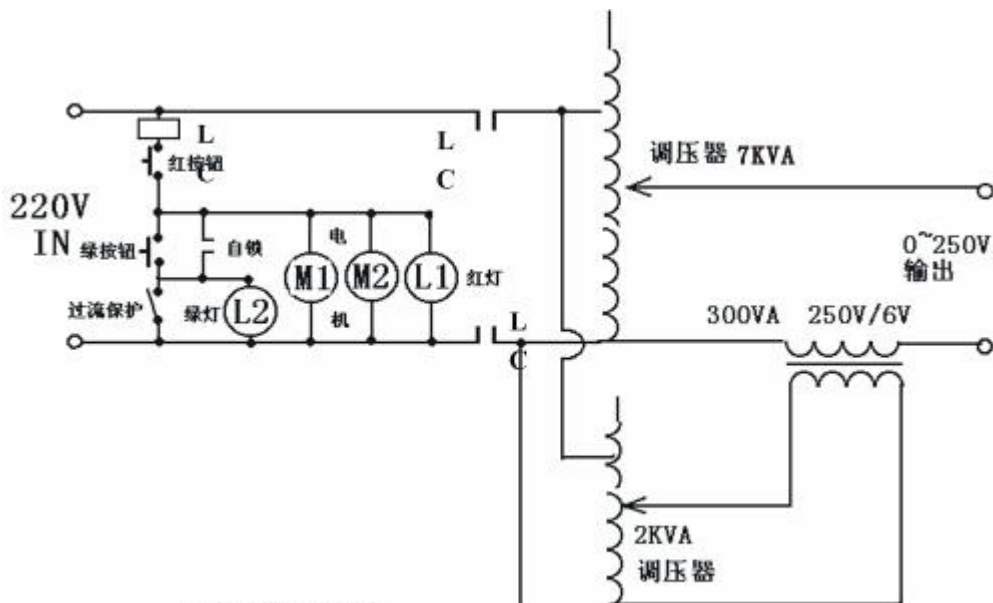 L
C
红按钮
220V
IN
绿按钮
自锁
过流保护
绿灯
L2
电
机
M1
M2
L1
红灯
L
C
L
C
调压器 7KVA
0~250V
输出
300VA
250V/6V
2KVA
调压器